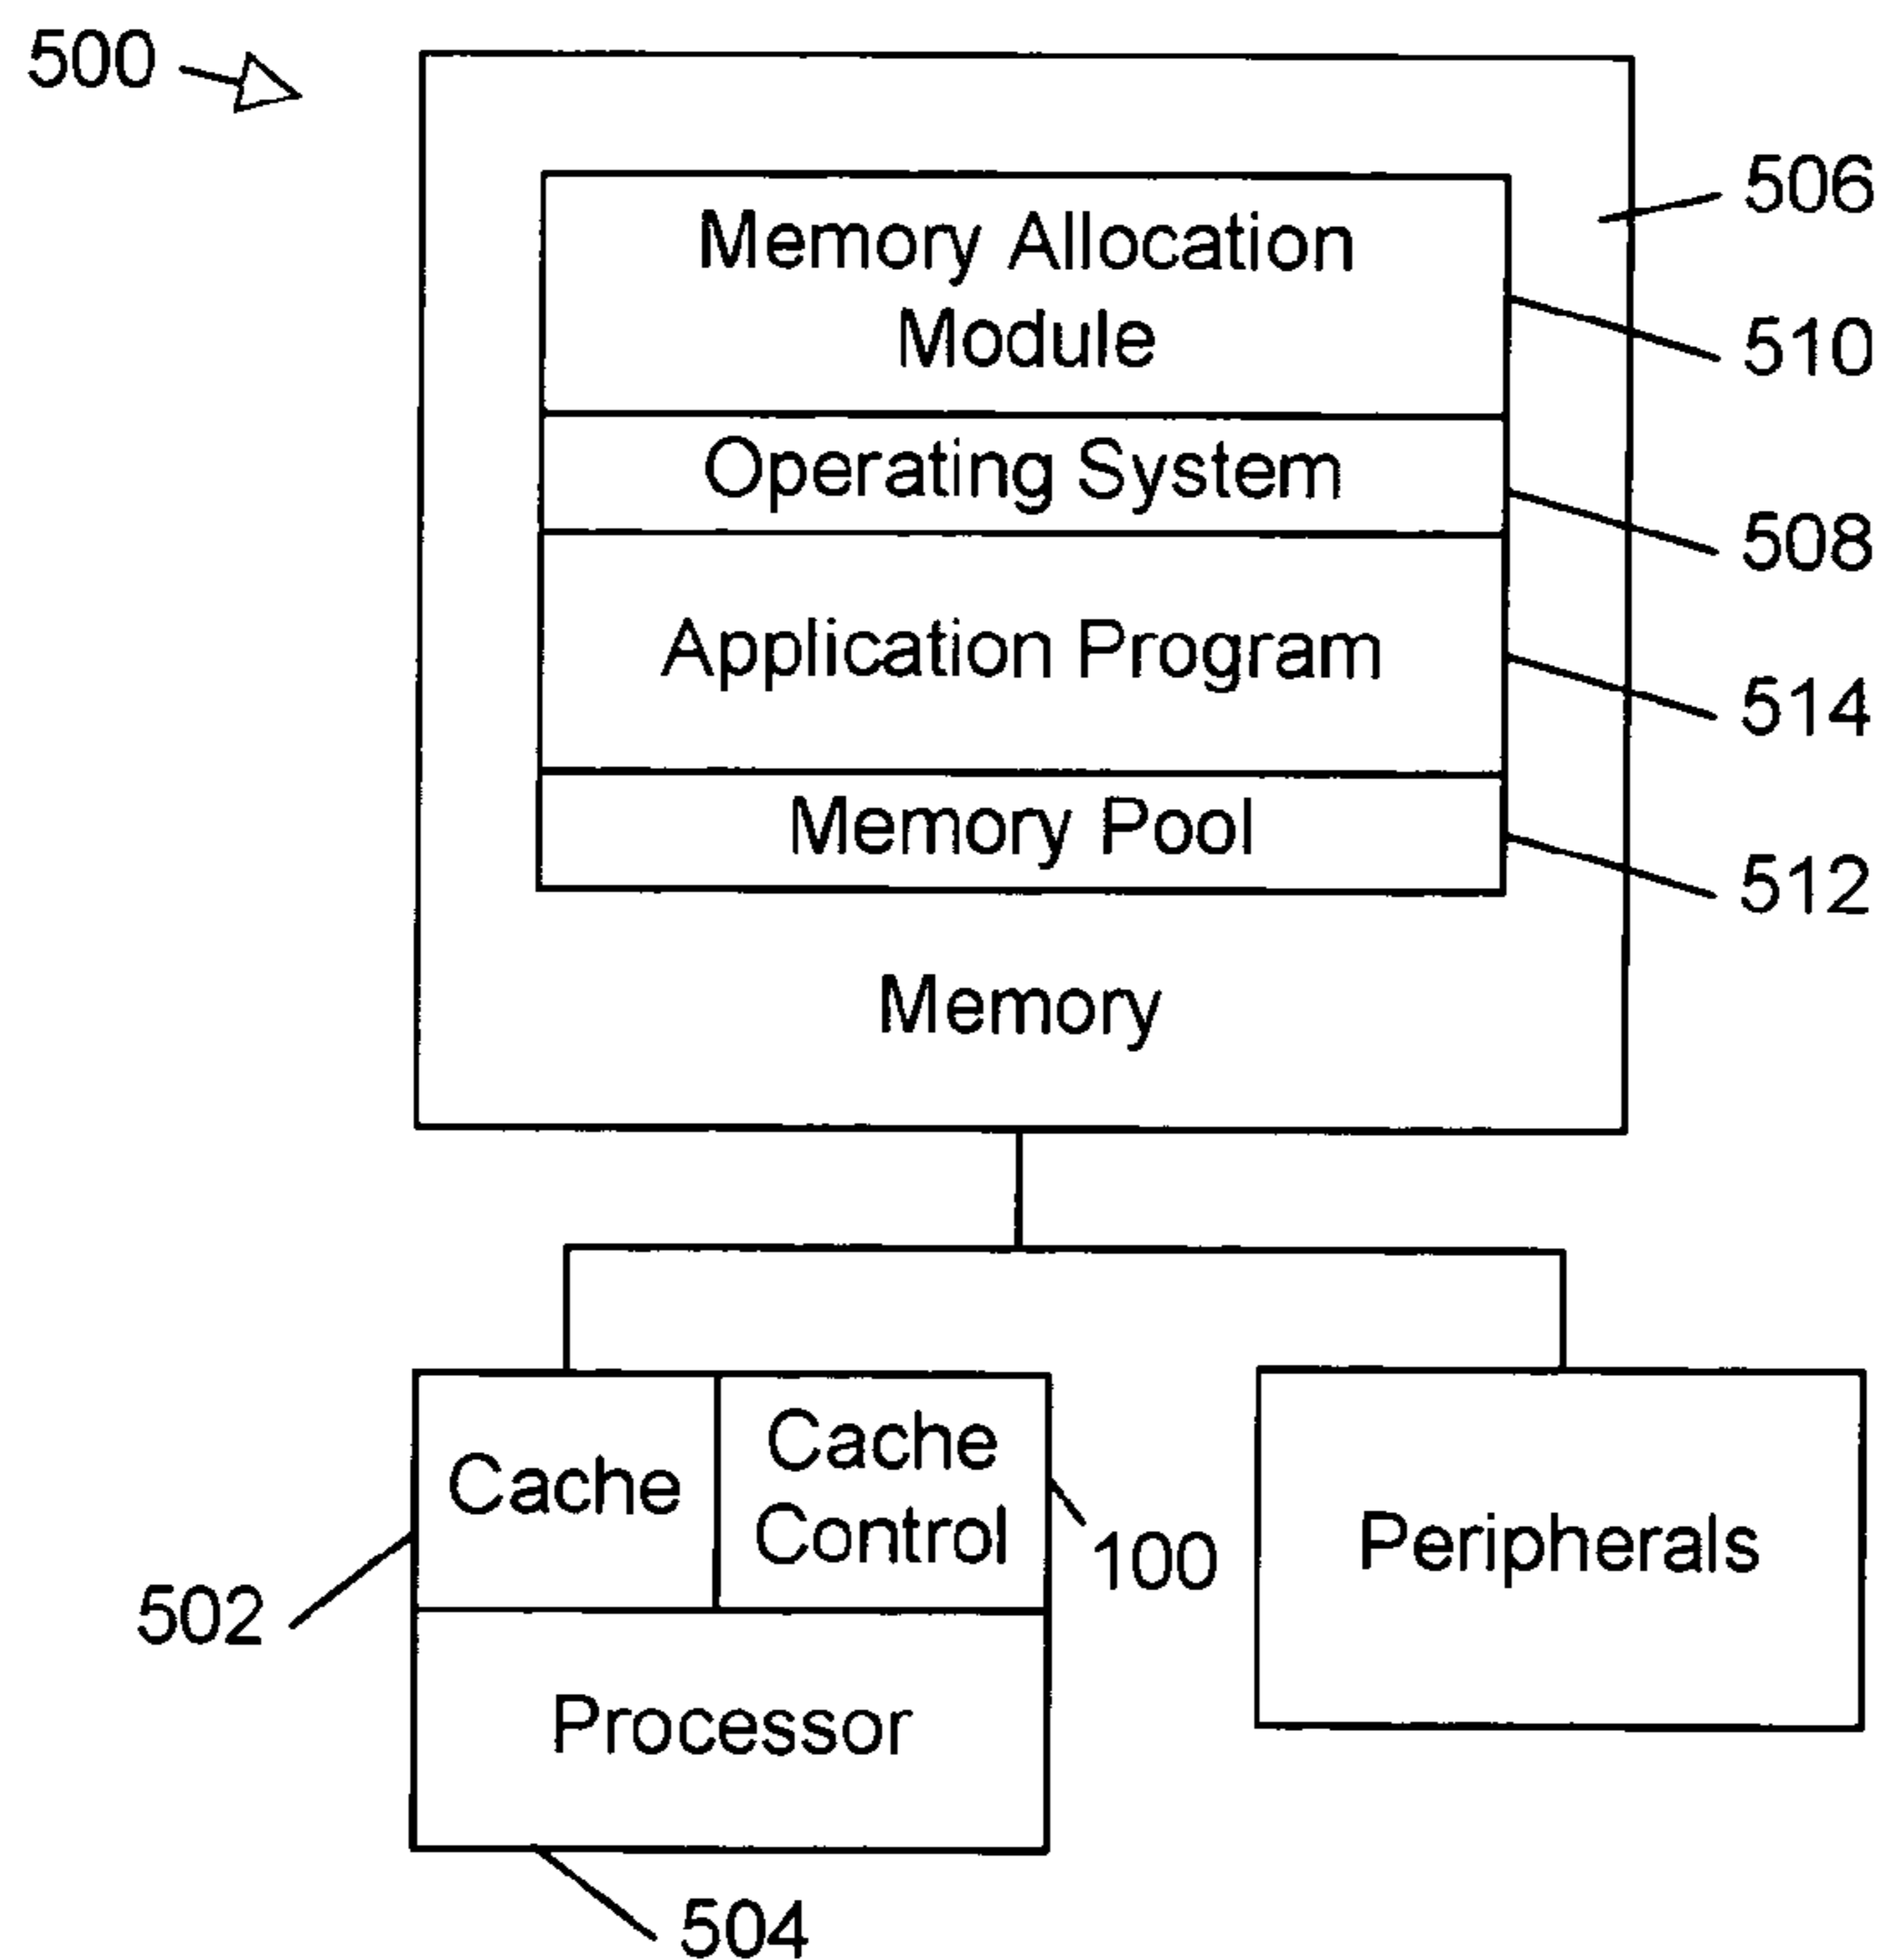 500
506
Memory Allocation
Module
510
Operating System
508
Application Program
514
Memory Pool
512
Memory
Cache
Cache
Control
100
502
Processor
504
Peripherals